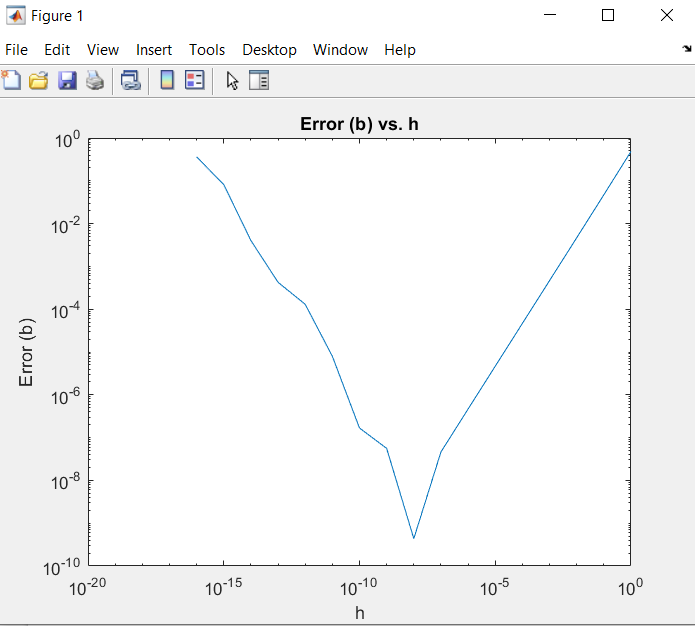 Figure 1
File Edit View Insert Tools Desktop Window Help
Error (b) vs. h
10^0
10^-2
10^-4
10^-6
10^-8
10^-10
Error (b)
10^-20 10^-15 10^-10 10^-5 10^0
h